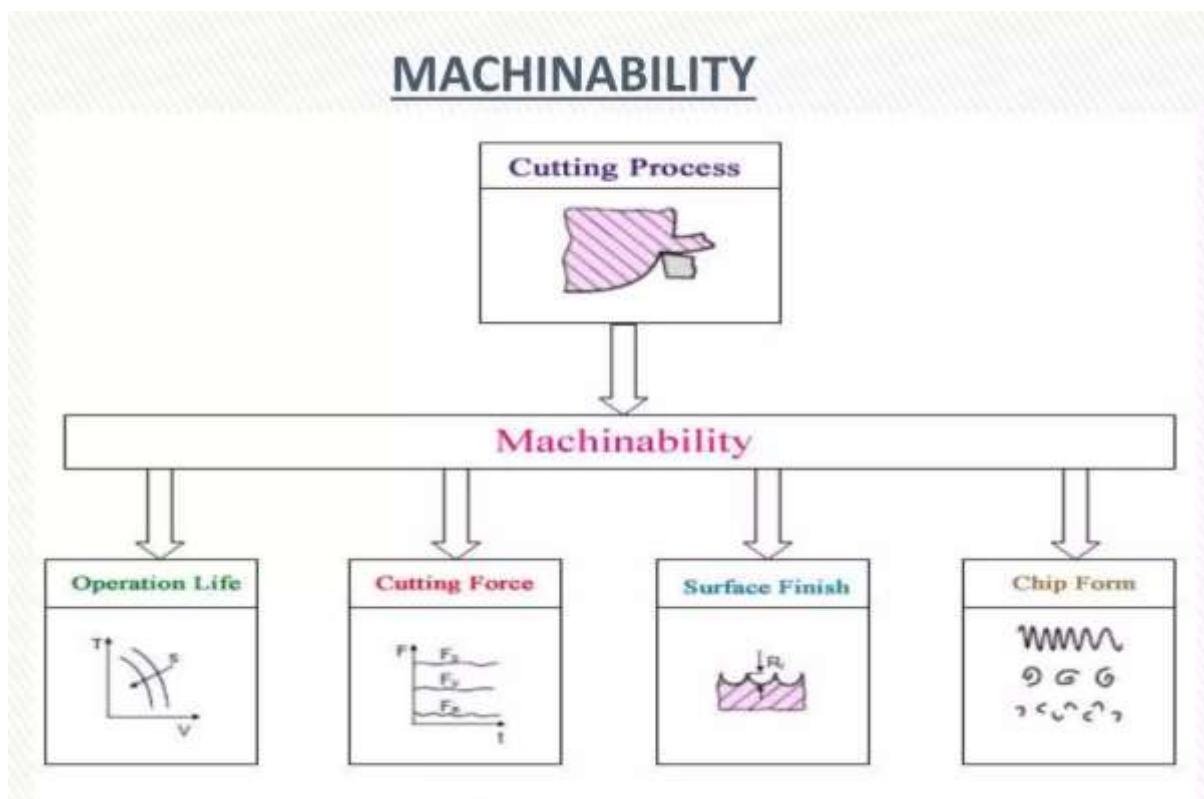 MACHINABILITY
Cutting Process
Machinability
Operation Life
Cutting Force
Surface Finish
Chip Form
T
S
V
F
t